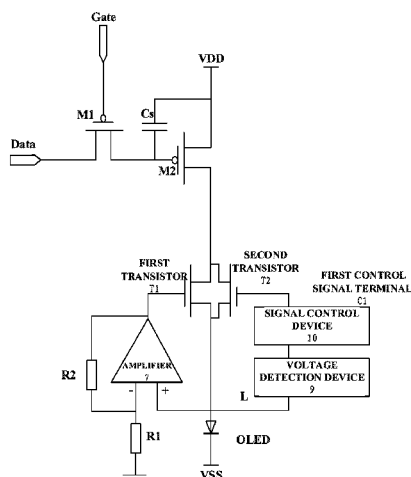 Gate
VDD
M1
Cs
Data
M2
FIRST
TRANSISTOR
T1
SECOND
TRANSISTOR
T2
FIRST CONTROL
SIGNAL TERMINAL
C1
SIGNAL CONTROL
DEVICE
10
AMPLIFIER
7
VOLTAGE
DETECTION DEVICE
9
R2
- +
L
R1
OLED
VSS